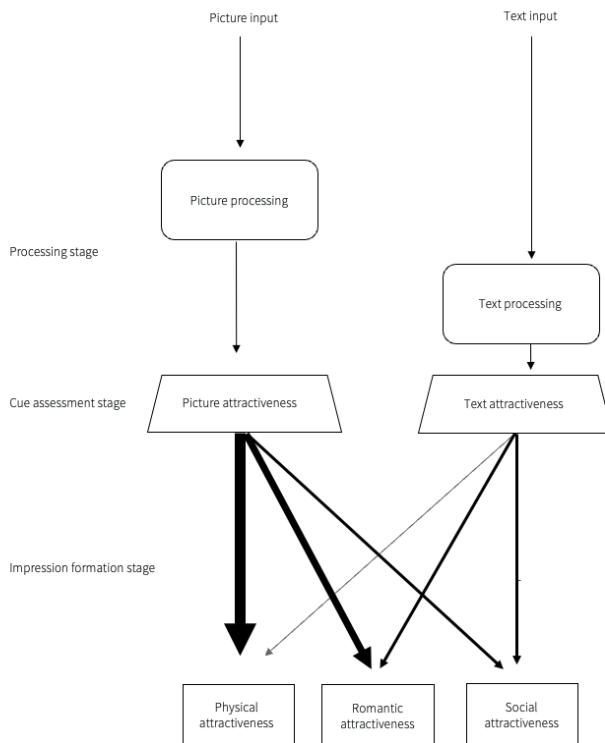 Picture input
Text input
Picture processing
Processing stage
Text processing
Cue assessment stage
Picture attractiveness
Text attractiveness
Impression formation stage
Physical
attractiveness
Romantic
attractiveness
Social
attractiveness